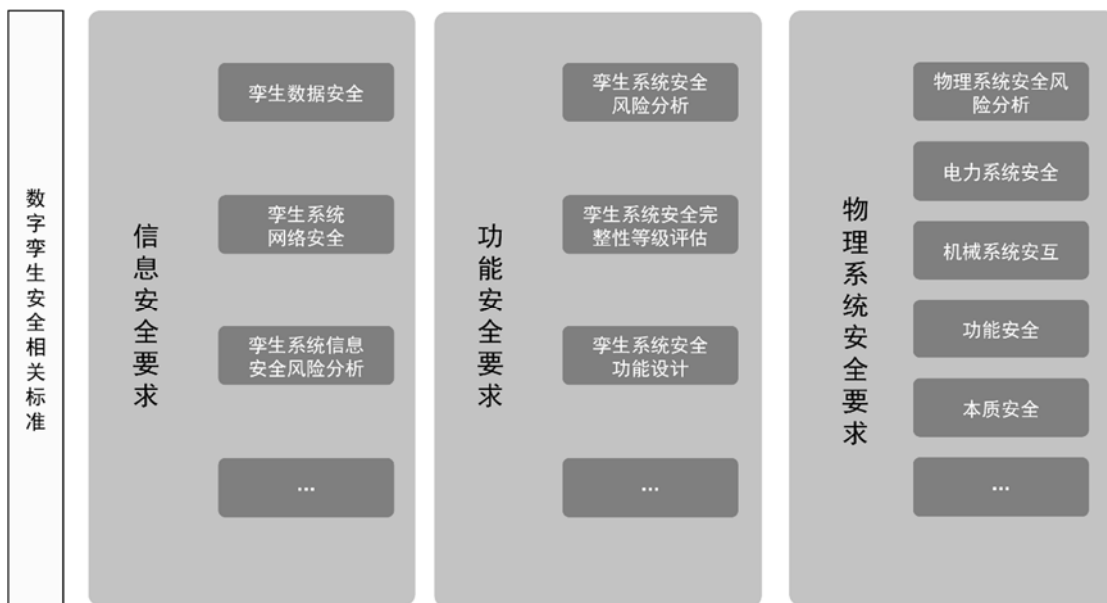 数字孪生安全相关标准
信息安全要求
孪生数据安全
孪生系统
网络安全
孪生系统信息
安全风险分析
...
功能安全要求
孪生系统安全
风险分析
孪生系统安全完
整性等级评估
孪生系统安全
功能设计
...
物理系统安全要求
物理系统安全风
险分析
电力系统安全
机械系统安互
功能安全
本质安全
...